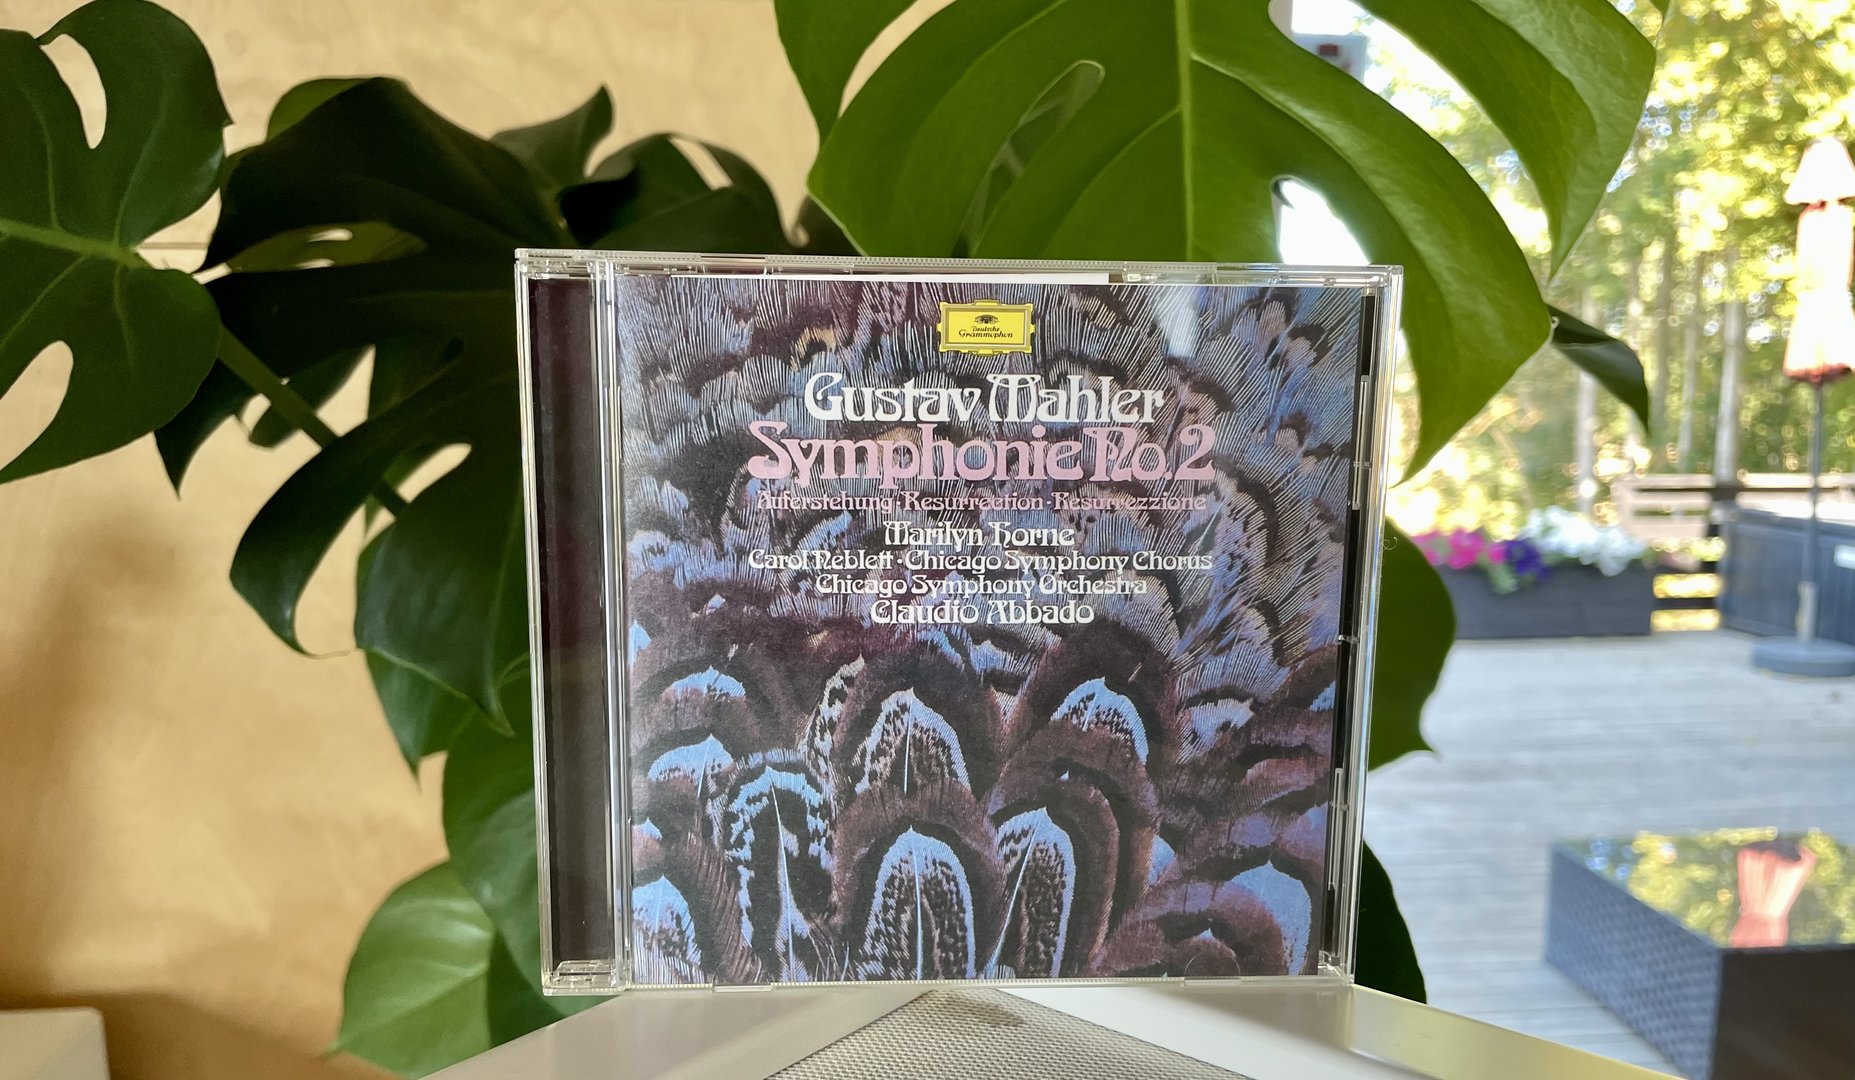 Deutsche
Grammophon
Gustav Mahler
Symphonie No. 2
Auferstehung · Resurrection · Resurrezzione
Marilyn Horne
Carol Neblett · Chicago Symphony Chorus
Chicago Symphony Orchestra
Claudio Abbado